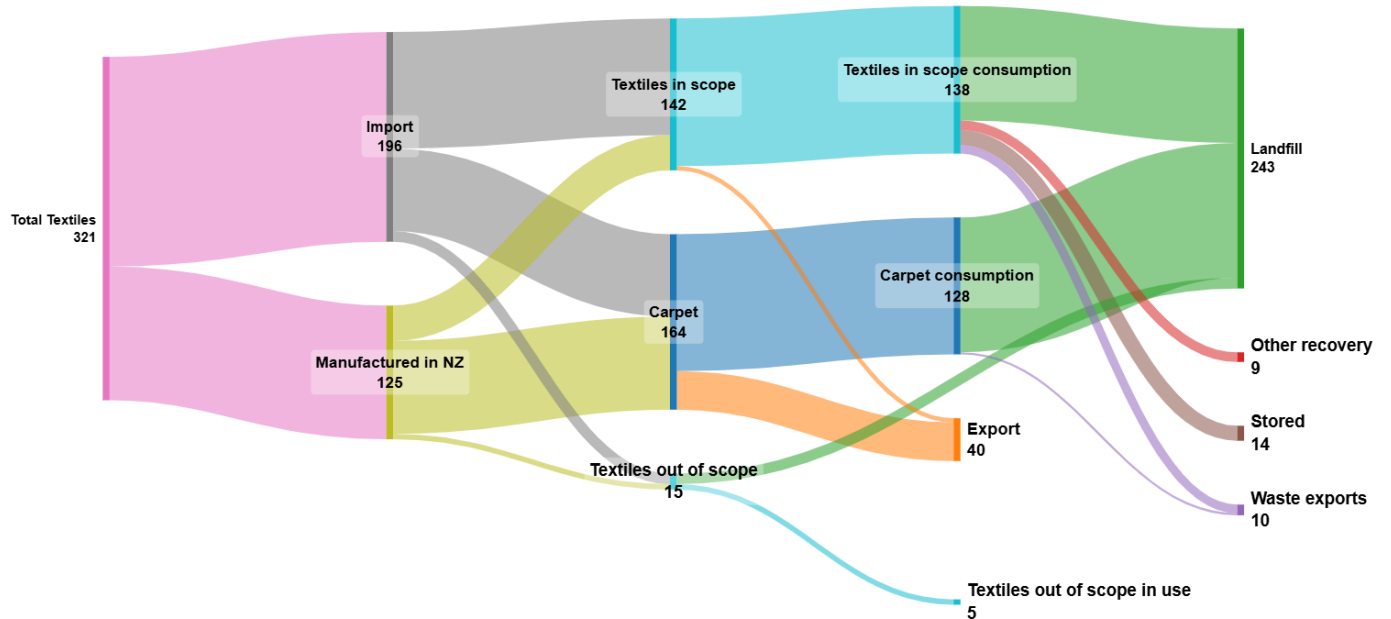 Total Textiles
321
Import
196
Manufactured in NZ
125
Textiles in scope
142
Carpet
164
Textiles out of scope
15
Textiles in scope consumption
138
Carpet consumption
128
Export
40
Textiles out of scope in use
5
Landfill
243
Other recovery
9
Stored
14
Waste exports
10